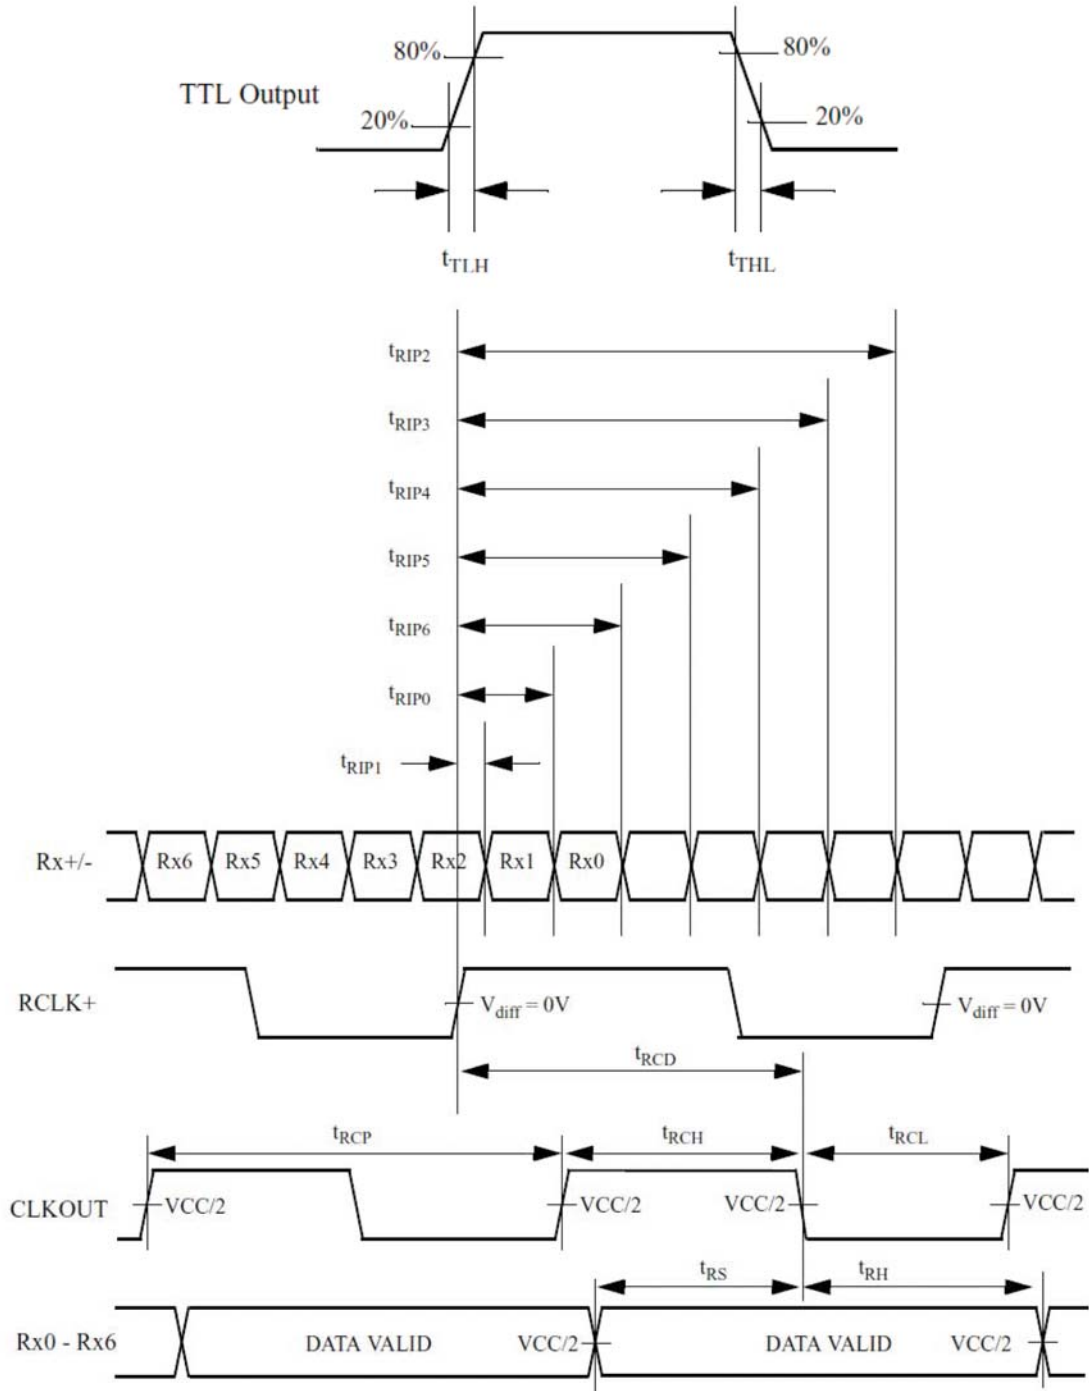 80%
80%
TTL Output
20%
20%
tTLH
tTHL
tRIP2
tRIP3
tRIP4
tRIP5
tRIP6
tRIP0
tRIP1
Rx+/-
Rx6
Rx5
Rx4
Rx3
Rx2
Rx1
Rx0
RCLK+
Vdiff = 0V
Vdiff = 0V
tRCD
tRCP
tRCH
tRCL
CLKOUT
VCC/2
VCC/2
VCC/2
VCC/2
tRS
tRH
Rx0 - Rx6
DATA VALID
VCC/2
DATA VALID
VCC/2